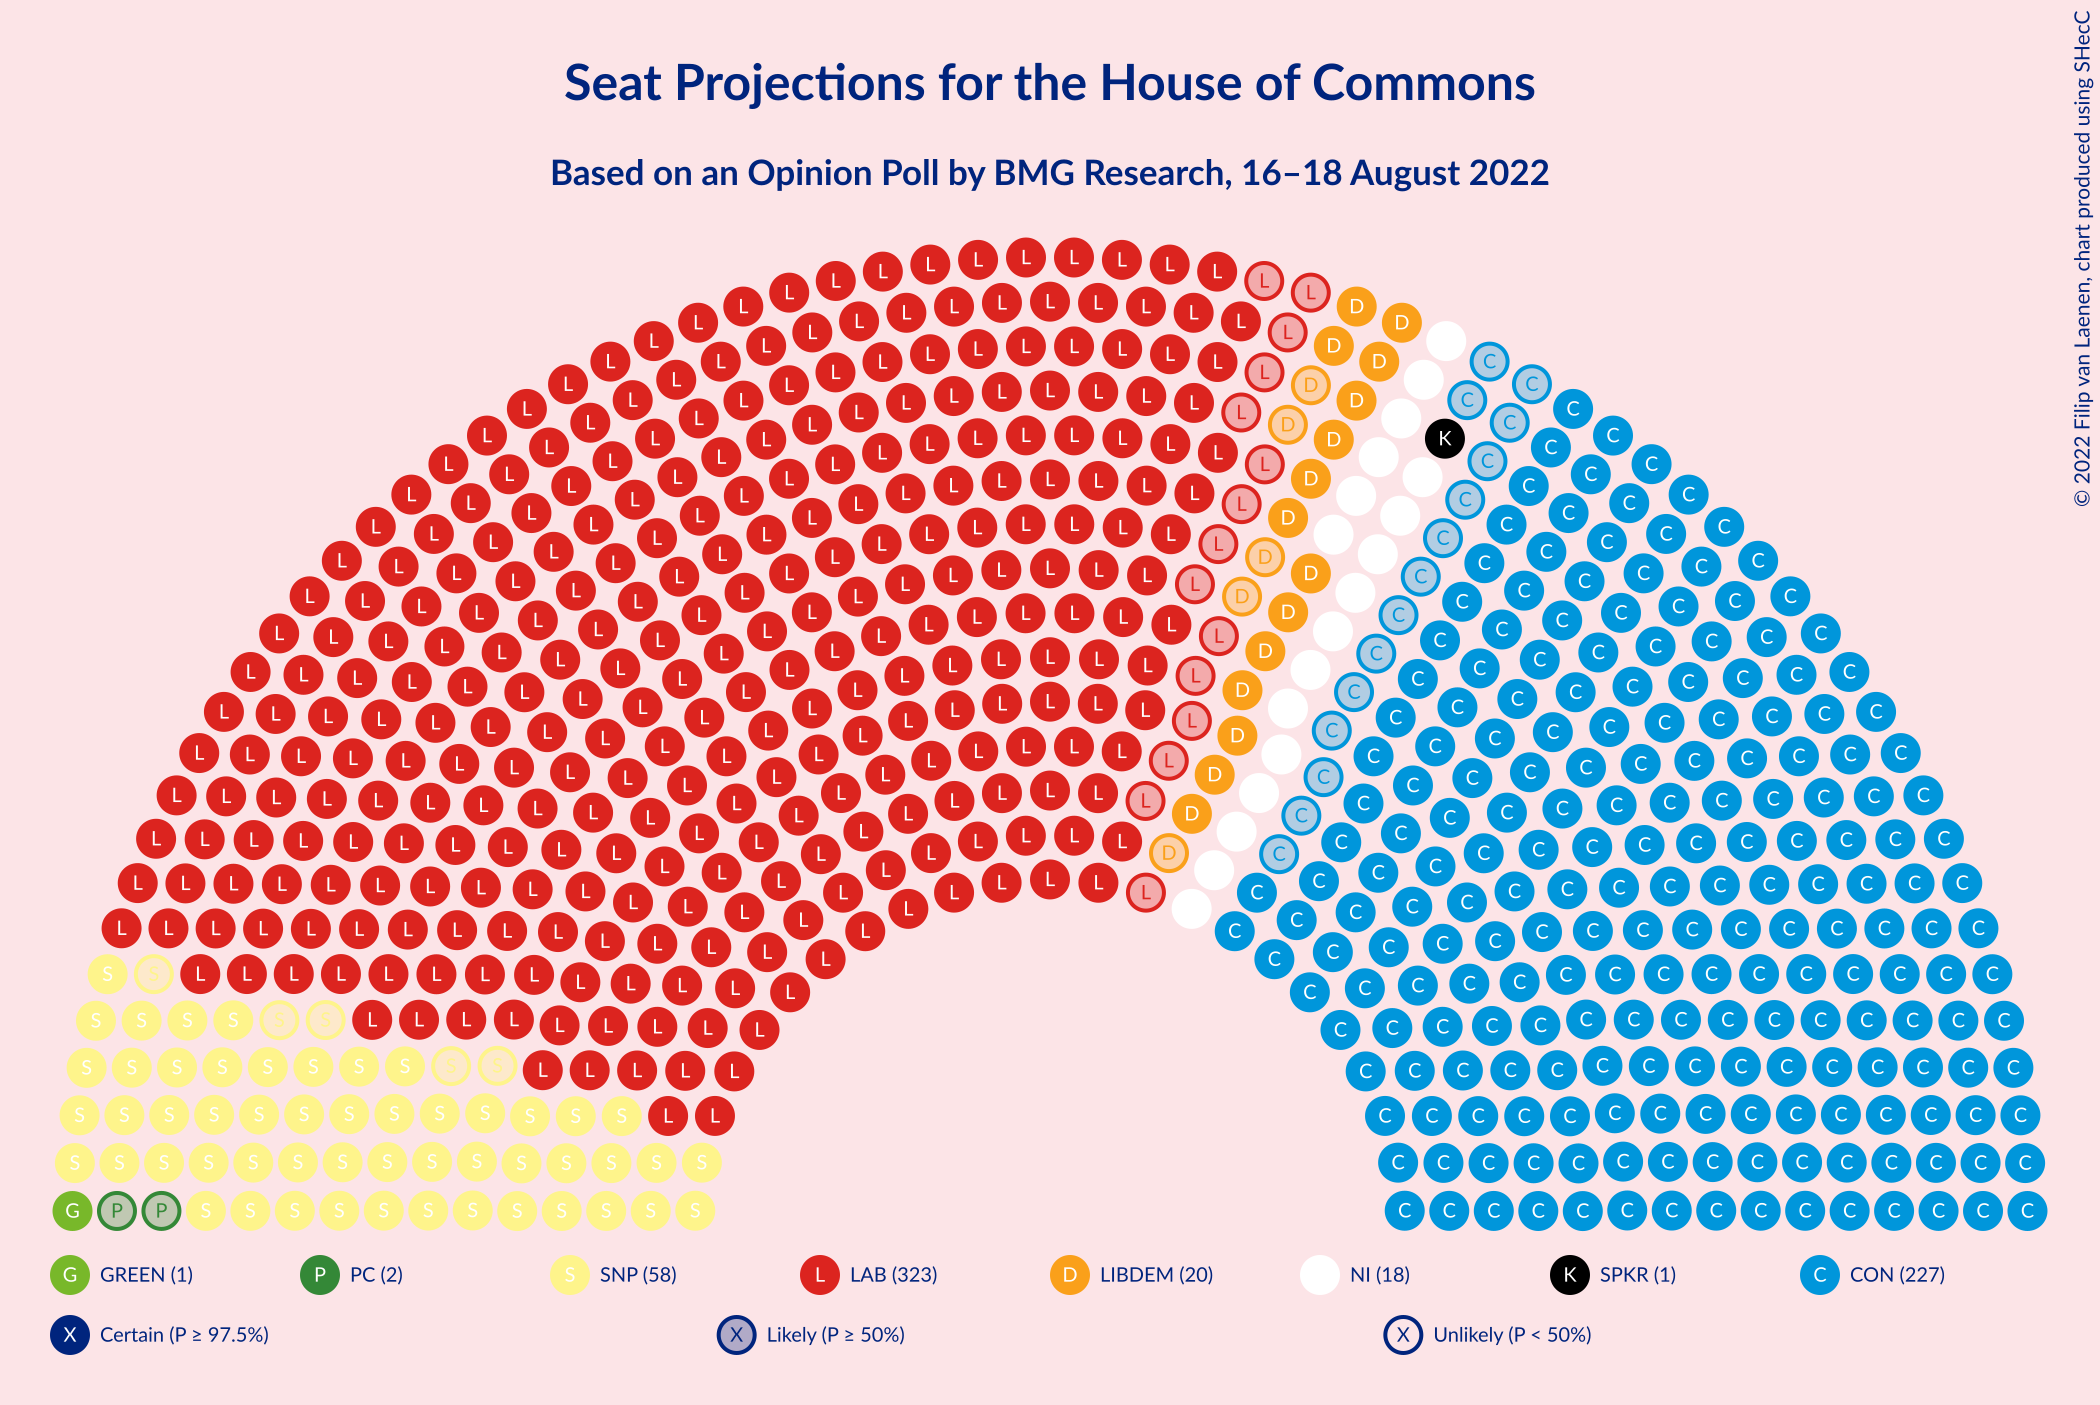 Seat Projections for the House of Commons
Based on an Opinion Poll by BMG Research, 16–18 August 2022
© 2022 Filip van Laenen, chart produced using SHecC
G GREEN (1)
P PC (2)
S SNP (58)
L LAB (323)
D LIBDEM (20)
NI (18)
K SPKR (1)
C CON (227)
X Certain (P ≥ 97.5%)
X Likely (P ≥ 50%)
X Unlikely (P < 50%)